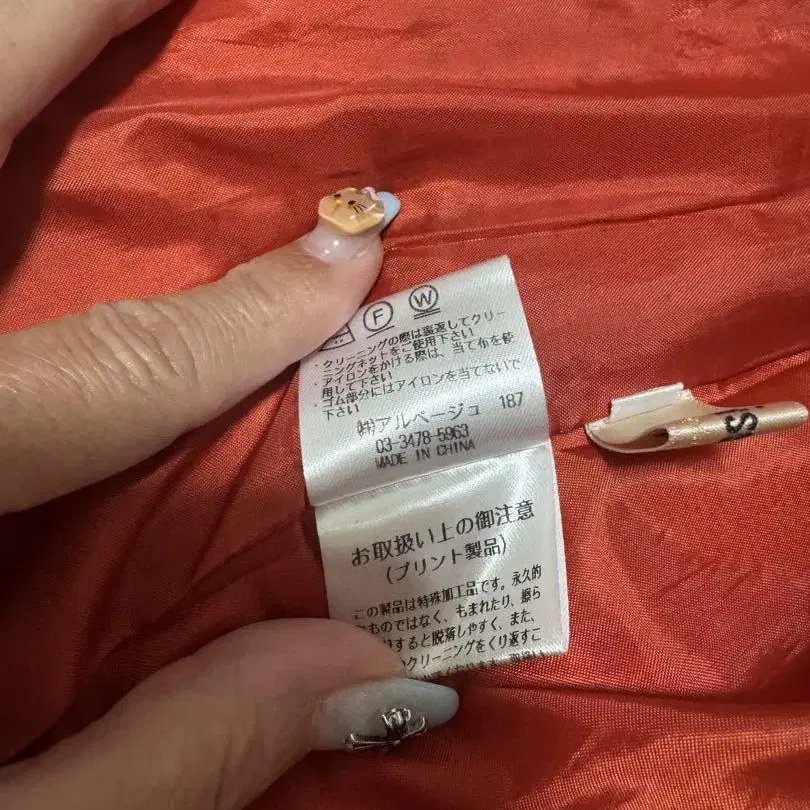 F W
・クリーニングの際は裏返してクリー
ニングネットをご使用下さい
・アイロンをかける際は、当て布を使
用して下さい
・ゴム部分にはアイロンを当てないで
下さい
㈱アルページュ 187
03-3478-5963
MADE IN CHINA
お取扱い上の御注意
(プリント製品)
この製品は特殊加工品です。永久的
ものではなく、もまれたり、擦ら
すると脱落しやすく、また、
クリーニングをくり返すこ
S